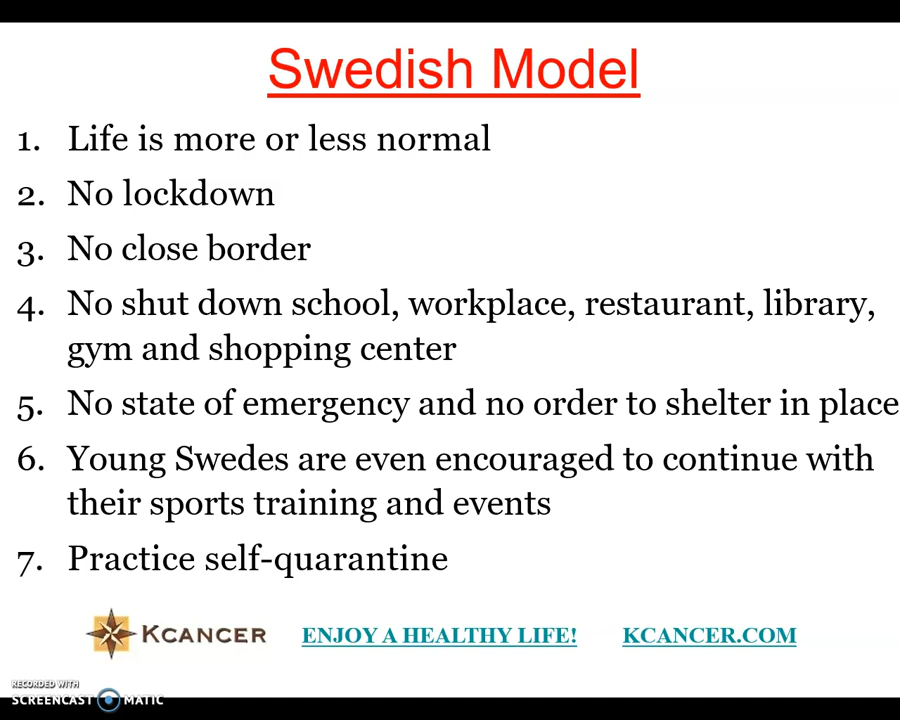 Swedish Model
1. Life is more or less normal
2. No lockdown
3. No close border
4. No shut down school, workplace, restaurant, library,
gym and shopping center
5. No state of emergency and no order to shelter in place
6. Young Swedes are even encouraged to continue with
their sports training and events
7. Practice self-quarantine
KCANCER ENJOY A HEALTHY LIFE! KCANCER.COM
RECORDED WITH
SCREENCAST MATIC